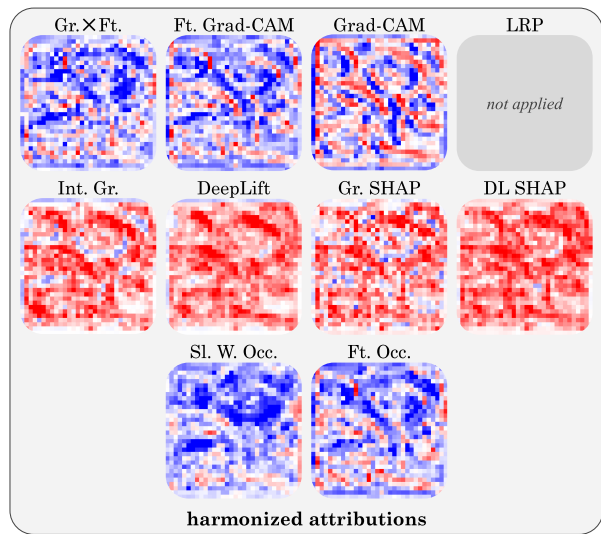 Gr.×Ft. Ft. Grad-CAM Grad-CAM LRP
not applied
Int. Gr. DeepLift Gr. SHAP DL SHAP
Sl. W. Occ. Ft. Occ.
harmonized attributions